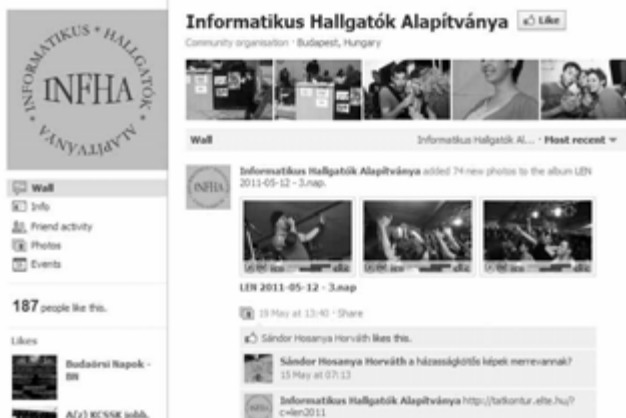 INFORMATIKUS * HALLGATÓK * ALAPÍTVÁNYA *
INFHA
Informatikus Hallgatók Alapítványa Like
Community organisation · Budapest, Hungary
Wall
Informatikus Hallgatók Al... · Most recent
Informatikus Hallgatók Alapítványa added 74 new photos to the album LEN
2011-05-12 - 3.nap.
INFHA
LEN 2011-05-12 - 3.nap
19 May at 13:40 · Share
Sándor Hosanya Horváth likes this.
Sándor Hosanya Horváth a házasságkötős képek merrevannak?
15 May at 07:13
Informatikus Hallgatók Alapítványa http://tatkontur.elte.hu/?
c=len2011
Wall
Info
Friend activity
Photos
Events
187 people like this.
Likes
Budaörsi Napok -
BN
A(z) KCSSK jobb,